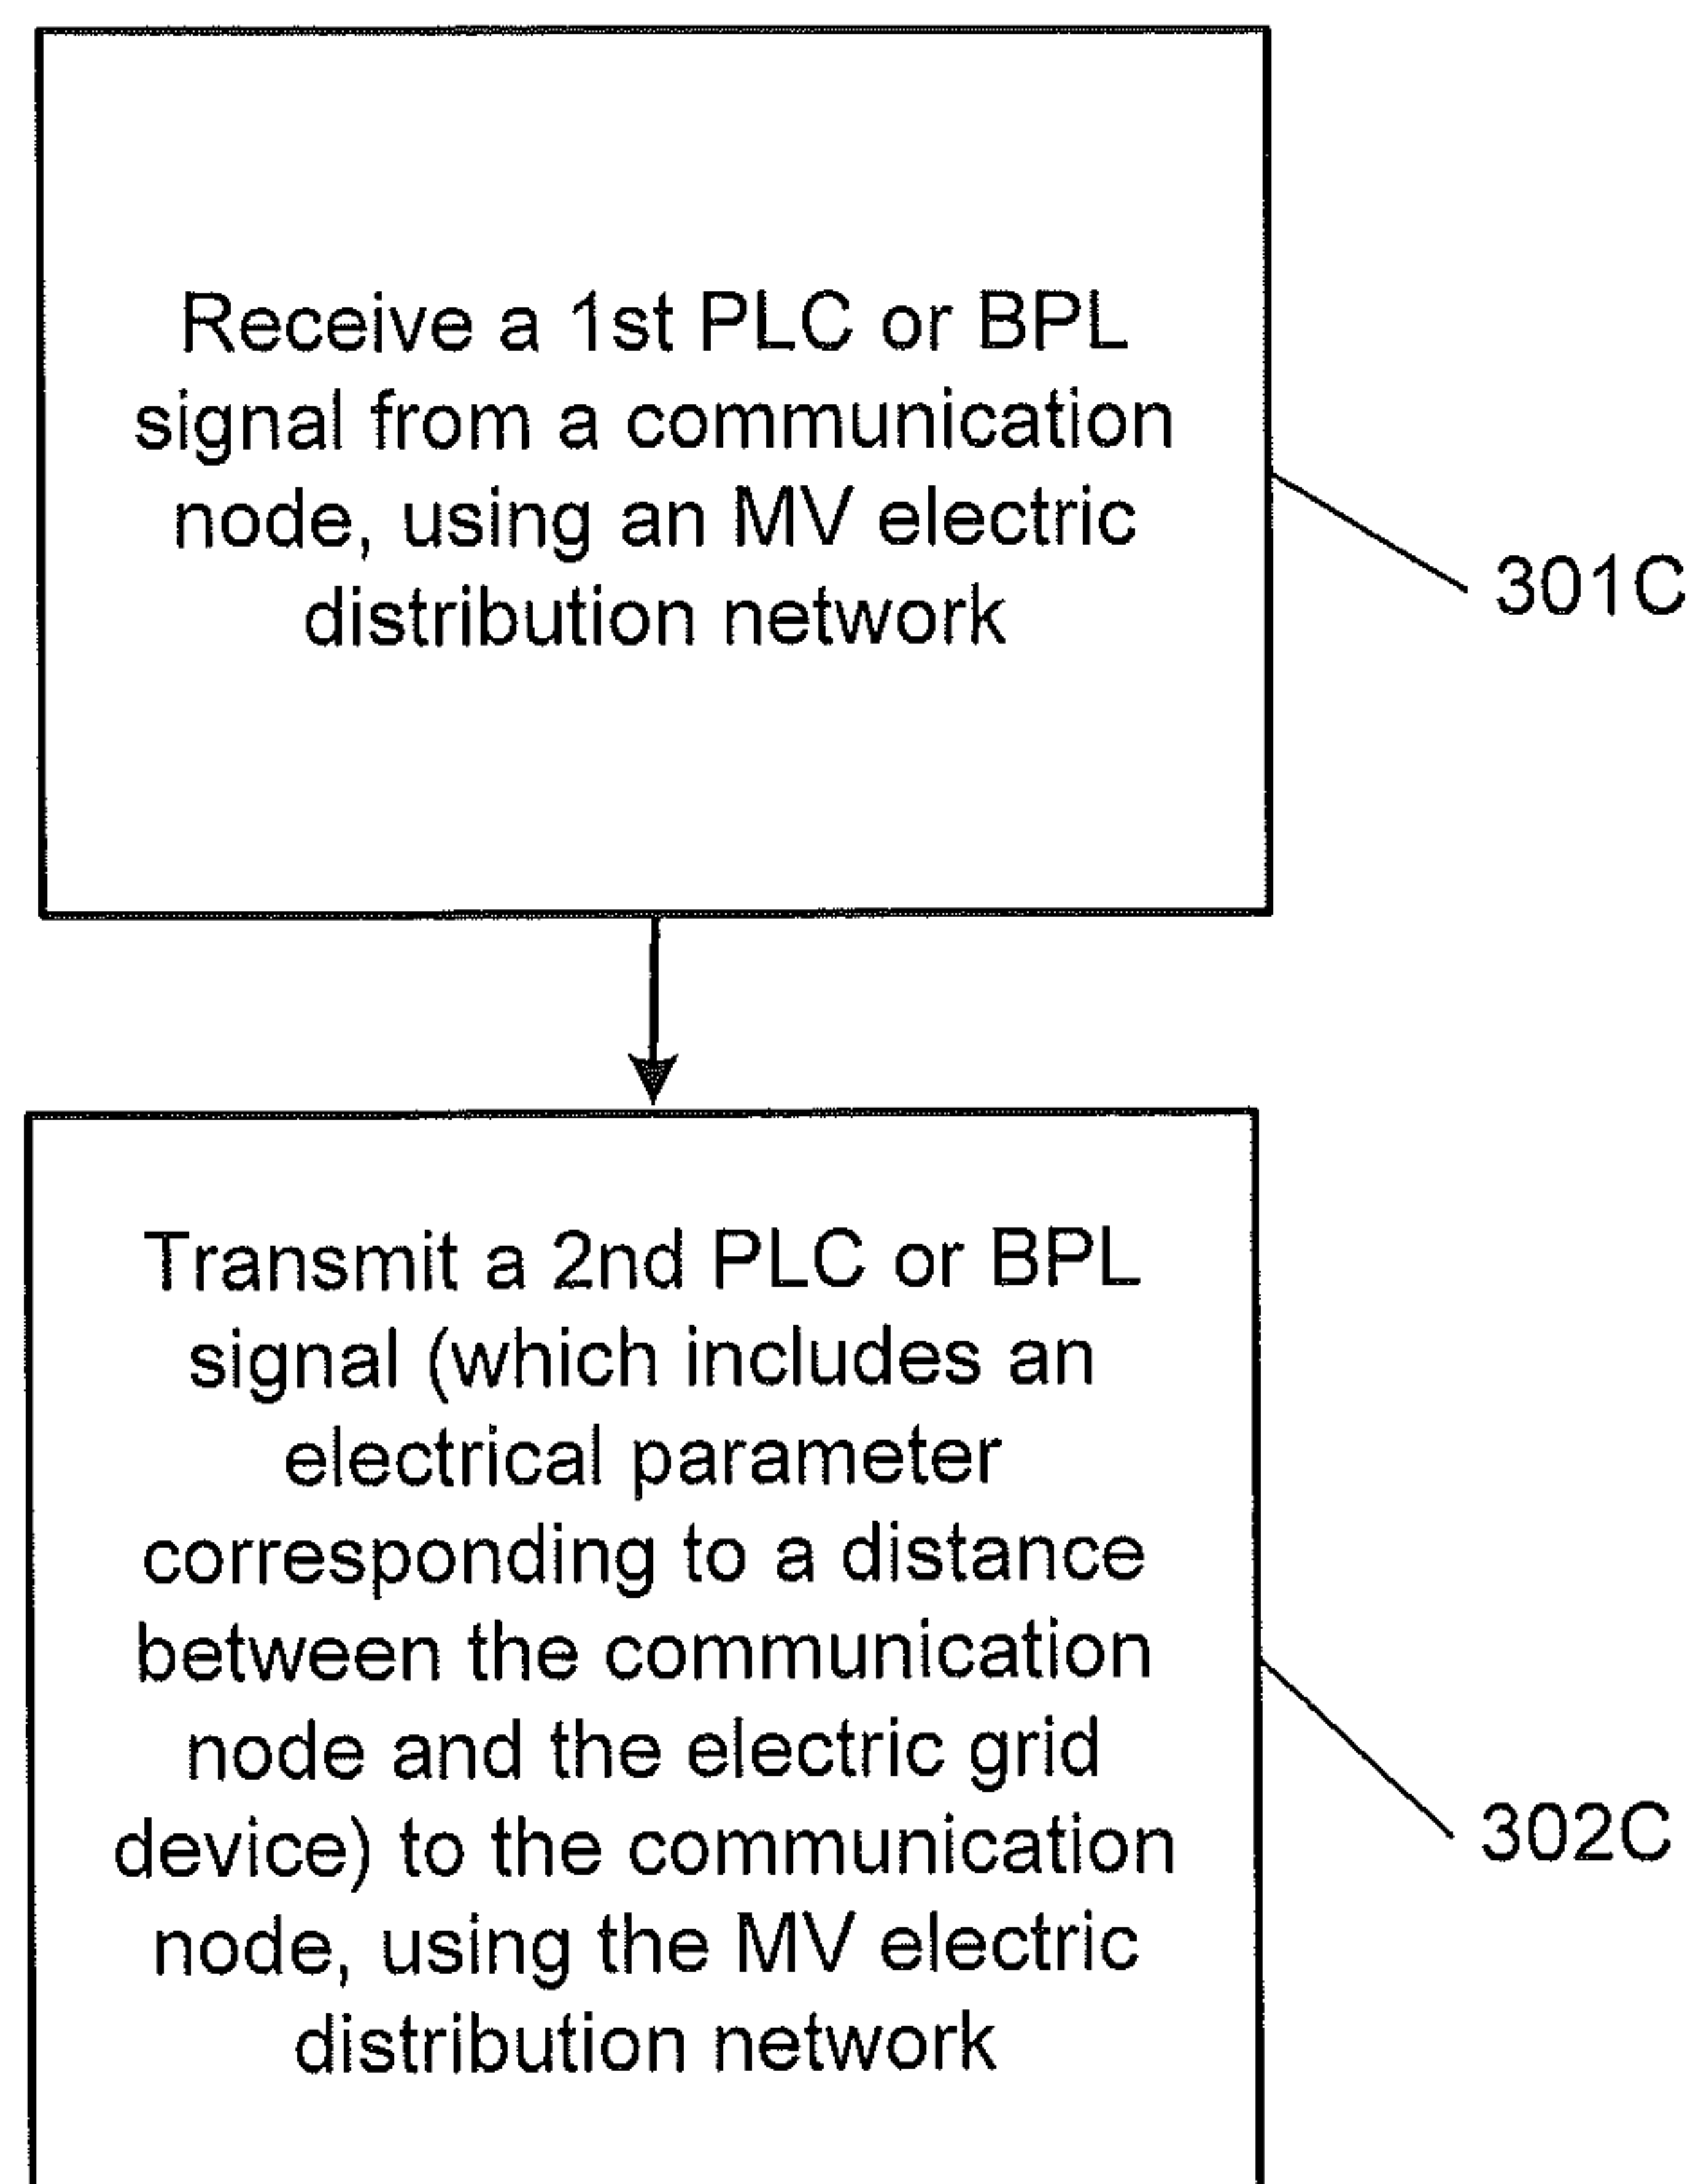 Receive a 1st PLC or BPL
signal from a communication
node, using an MV electric
distribution network
301C
Transmit a 2nd PLC or BPL
signal (which includes an
electrical parameter
corresponding to a distance
between the communication
node and the electric grid
device) to the communication
node, using the MV electric
distribution network
302C